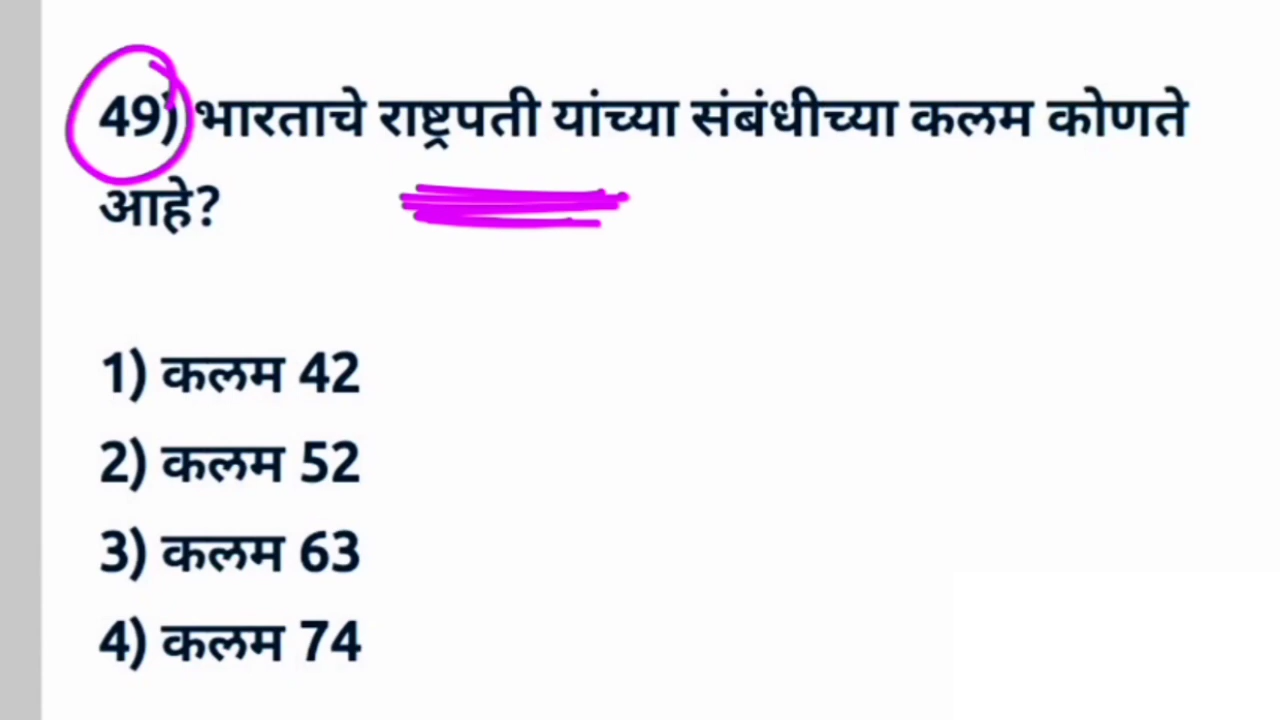 49) भारताचे राष्ट्रपती यांच्या संबंधीच्या कलम कोणते
आहे?
1) कलम 42
2) कलम 52
3) कलम 63
4) कलम 74